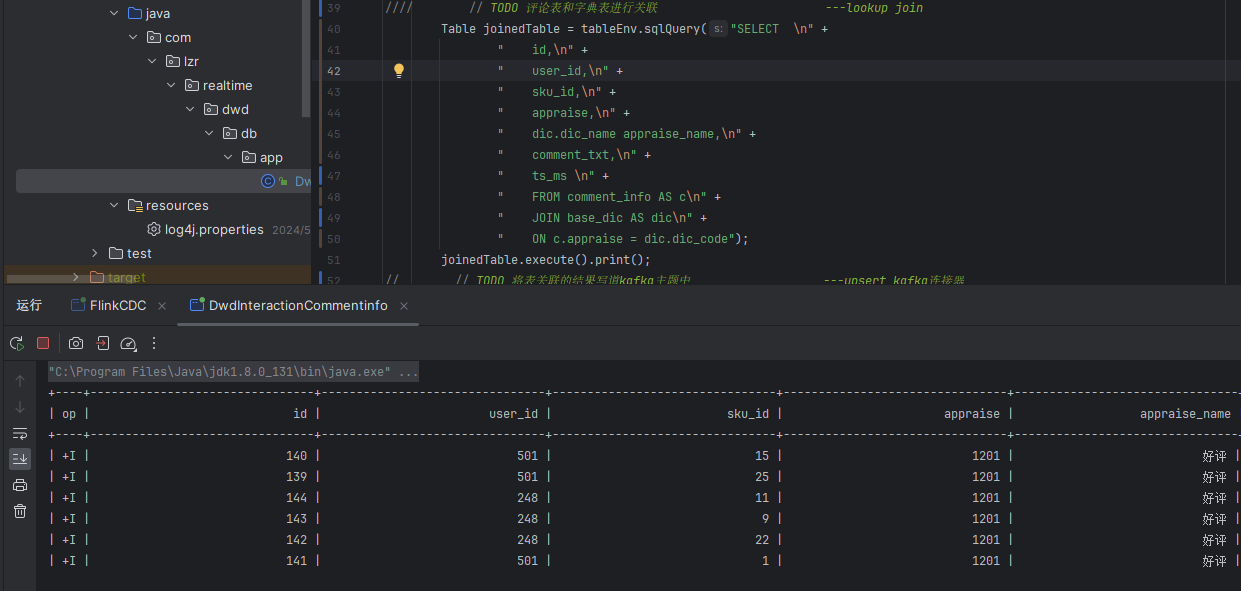 java
com
lzr
realtime
dwd
db
app
Dw
resources
log4j.properties 2024/5
test
target
39 //// // TODO 评论表和字典表进行关联 ---lookup join
40 Table joinedTable = tableEnv.sqlQuery( s: "SELECT  \n" +
41 "    id,\n" +
42 "    user_id,\n" +
43 "    sku_id,\n" +
44 "    appraise,\n" +
45 "    dic.dic_name appraise_name,\n" +
46 "    comment_txt,\n" +
47 "    ts_ms \n" +
48 "    FROM comment_info AS c\n" +
49 "    JOIN base_dic AS dic\n" +
50 "    ON c.appraise = dic.dic_code");
51 joinedTable.execute().print();
52 // // TODO 将表关联的结果写道kafka主题中 ---upsert kafka连接器
运行 FlinkCDC × DwdInteractionCommentinfo ×
"C:\Program Files\Java\jdk1.8.0_131\bin\java.exe" ...
| op | id | user_id | sku_id | appraise | appraise_name
| +I | 140 | 501 | 15 | 1201 | 好评 |
| +I | 139 | 501 | 25 | 1201 | 好评 |
| +I | 144 | 248 | 11 | 1201 | 好评 |
| +I | 143 | 248 | 9 | 1201 | 好评 |
| +I | 142 | 248 | 22 | 1201 | 好评 |
| +I | 141 | 501 | 1 | 1201 | 好评 |